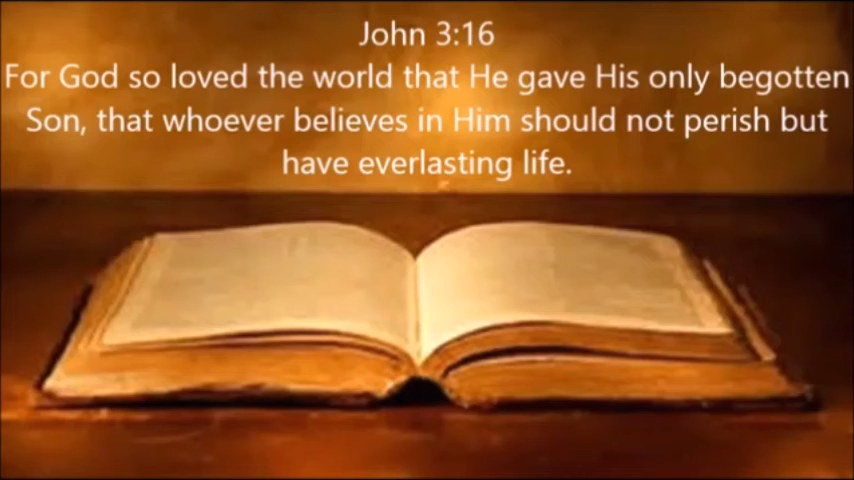 John 3:16
For God so loved the world that He gave His only begotten
Son, that whoever believes in Him should not perish but
have everlasting life.